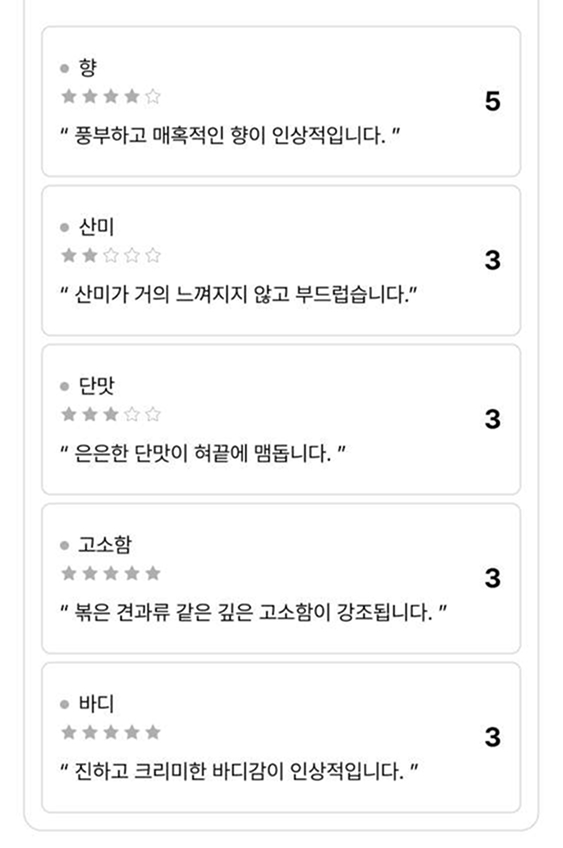 ● 향
★★★★☆
5
“ 풍부하고 매혹적인 향이 인상적입니다. ”
● 산미
★★☆☆☆
3
“ 산미가 거의 느껴지지 않고 부드럽습니다.”
● 단맛
★★★☆☆
3
“ 은은한 단맛이 혀끝에 맴돕니다. ”
● 고소함
★★★★★
3
“ 볶은 견과류 같은 깊은 고소함이 강조됩니다. ”
● 바디
★★★★★
3
“ 진하고 크리미한 바디감이 인상적입니다. ”